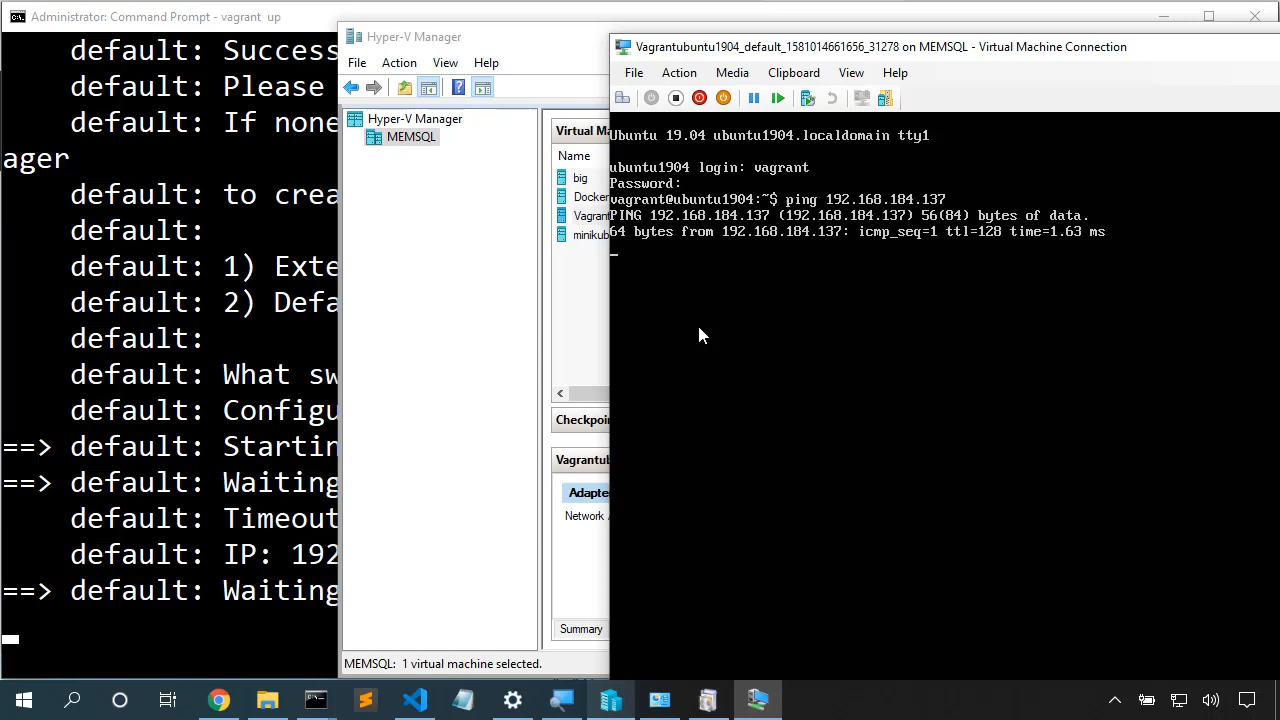 Administrator: Command Prompt - vagrant  up
default: Success
default: Please
default: If none
ager
default: to crea
default:
default: 1) Exte
default: 2) Defa
default:
default: What sw
default: Configu
==> default: Startin
==> default: Waiting
default: Timeout
default: IP: 192
==> default: Waiting
Hyper-V Manager
File Action View Help
Hyper-V Manager
MEMSQL
Virtual Ma
Name
big
Docker
Vagrant
minikub
Checkpoin
Vagrantub
Adapte
Network A
Summary
MEMSQL:  1 virtual machine selected.
Vagrantubuntu1904_default_1581014661656_31278 on MEMSQL - Virtual Machine Connection
File Action Media Clipboard View Help
Ubuntu 19.04 ubuntu1904.localdomain tty1
ubuntu1904 login: vagrant
Password:
vagrant@ubuntu1904:~$ ping 192.168.184.137
PING 192.168.184.137 (192.168.184.137) 56(84) bytes of data.
64 bytes from 192.168.184.137: icmp_seq=1 ttl=128 time=1.63 ms